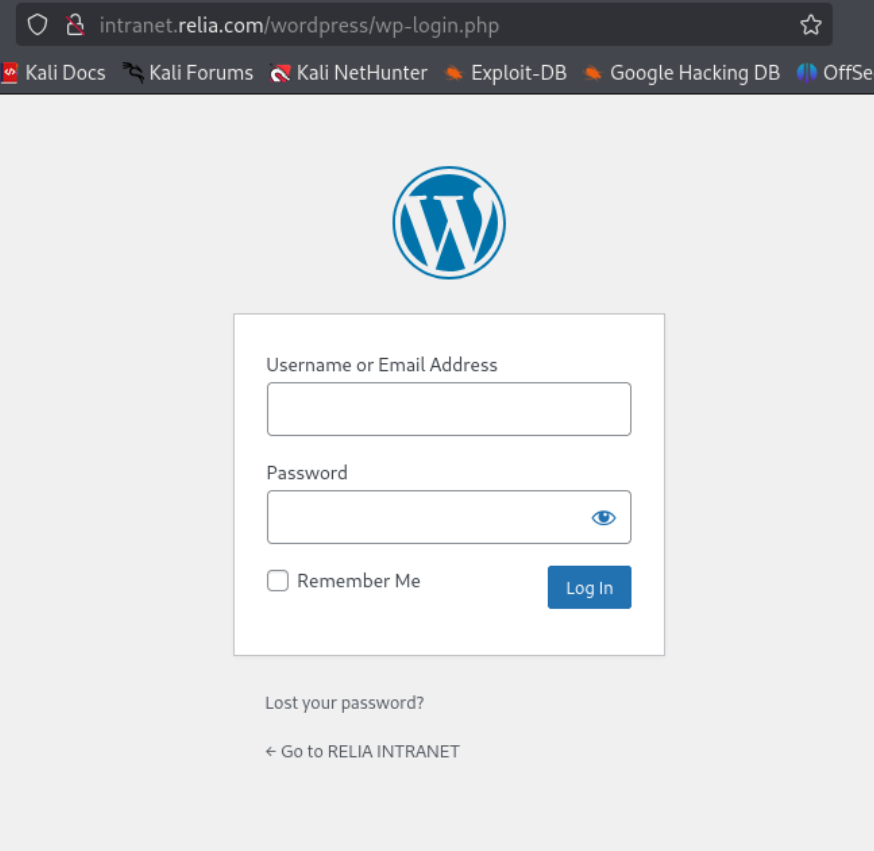 intranet.relia.com/wordpress/wp-login.php
Kali Docs Kali Forums Kali NetHunter Exploit-DB Google Hacking DB OffSe
Username or Email Address
Password
Remember Me Log In
Lost your password?
← Go to RELIA INTRANET